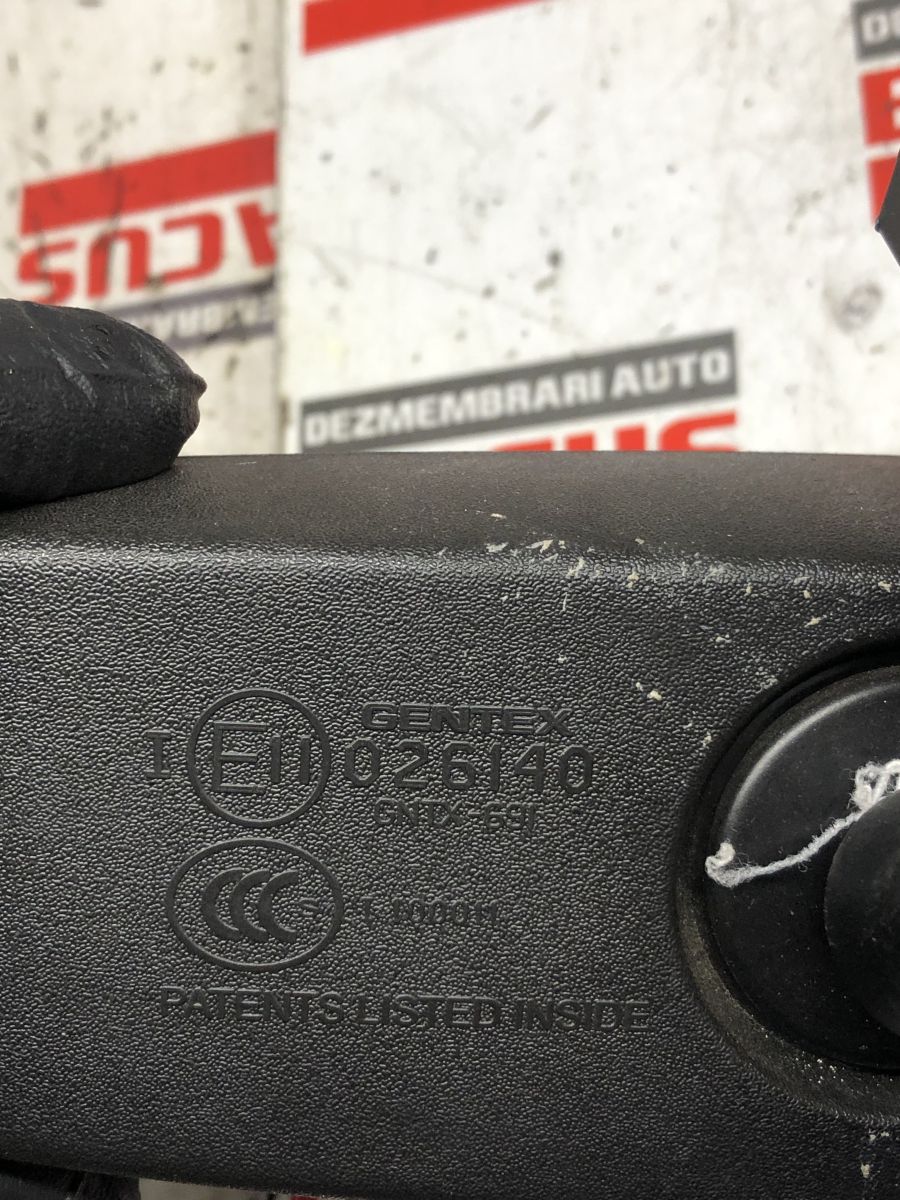 ACUS
DEZMEMBRARI AUTO
GENTEX
I E11 026140
GNTX-691
CCC
PATENTS LISTED INSIDE